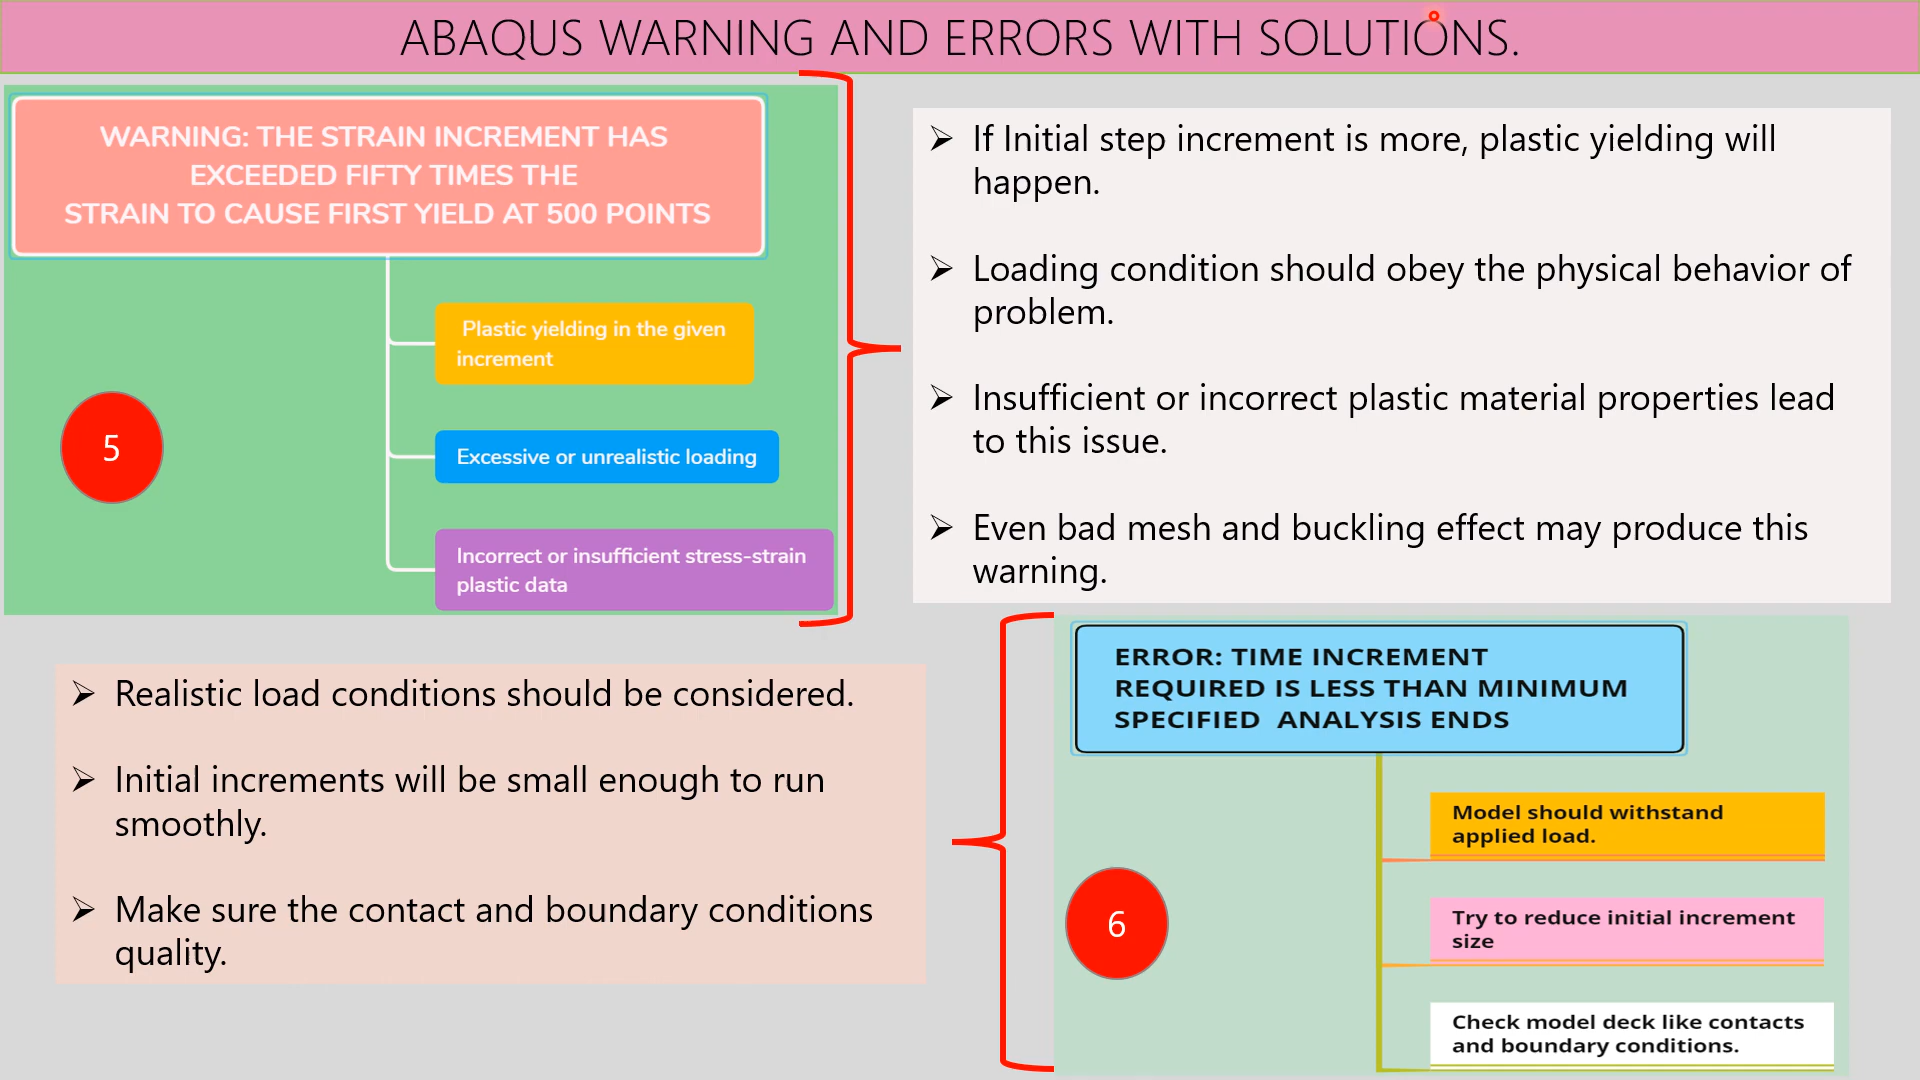 ABAQUS WARNING AND ERRORS WITH SOLUTIONS.
WARNING: THE STRAIN INCREMENT HAS
EXCEEDED FIFTY TIMES THE
STRAIN TO CAUSE FIRST YIELD AT 500 POINTS
Plastic yielding in the given
increment
5
Excessive or unrealistic loading
Incorrect or insufficient stress-strain
plastic data
➢ If Initial step increment is more, plastic yielding will
happen.
➢ Loading condition should obey the physical behavior of
problem.
➢ Insufficient or incorrect plastic material properties lead
to this issue.
➢ Even bad mesh and buckling effect may produce this
warning.
➢ Realistic load conditions should be considered.
➢ Initial increments will be small enough to run
smoothly.
➢ Make sure the contact and boundary conditions
quality.
ERROR: TIME INCREMENT
REQUIRED IS LESS THAN MINIMUM
SPECIFIED ANALYSIS ENDS
Model should withstand
applied load.
6
Try to reduce initial increment
size
Check model deck like contacts
and boundary conditions.